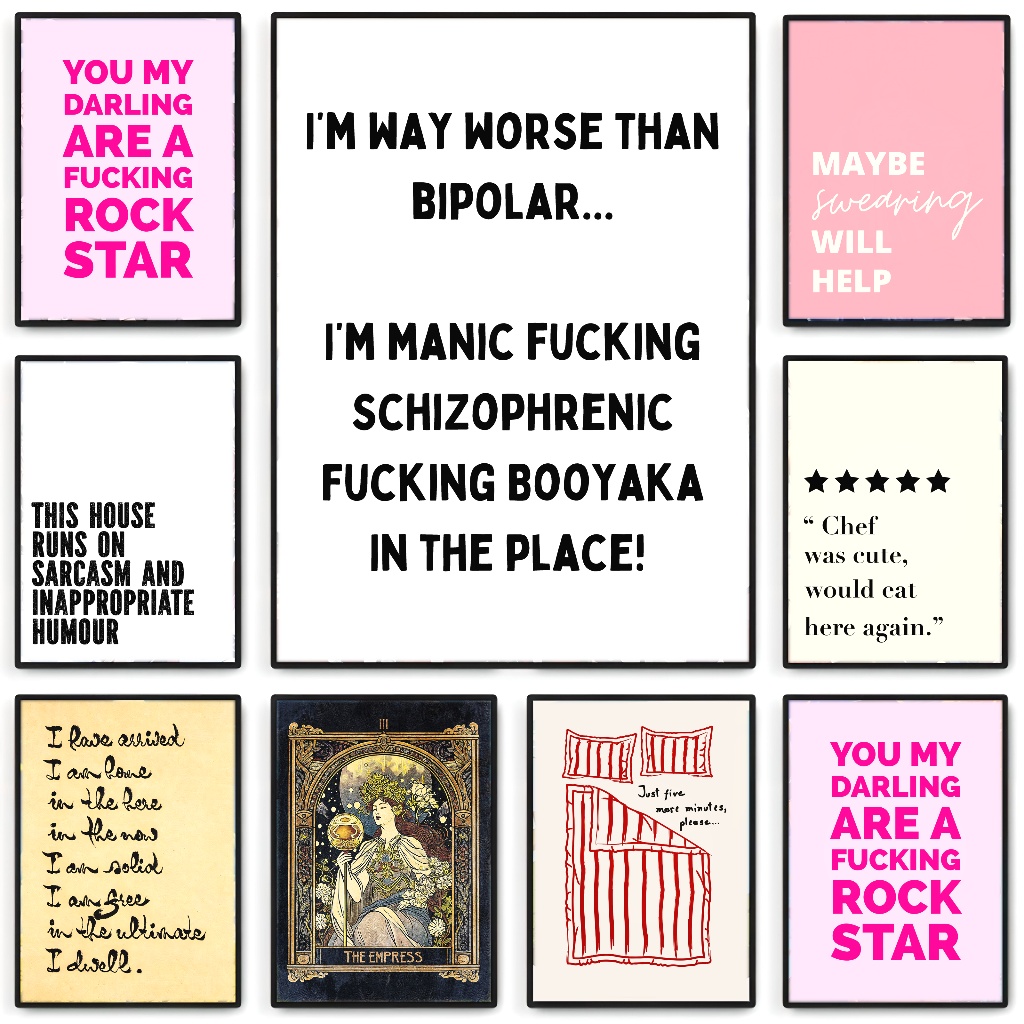 YOU MY
DARLING
ARE A
FUCKING
ROCK
STAR
I'M WAY WORSE THAN
BIPOLAR...
I'M MANIC FUCKING
SCHIZOPHRENIC
FUCKING BOOYAKA
IN THE PLACE!
MAYBE
swearing
WILL
HELP
THIS HOUSE
RUNS ON
SARCASM AND
INAPPROPRIATE
HUMOUR
★★★★★
“ Chef
was cute,
would eat
here again.”
I have arrived
I am home
in the here
in the now
I am solid
I am free
in the ultimate
I dwell.
III
THE EMPRESS
Just five
more minutes,
please...
YOU MY
DARLING
ARE A
FUCKING
ROCK
STAR